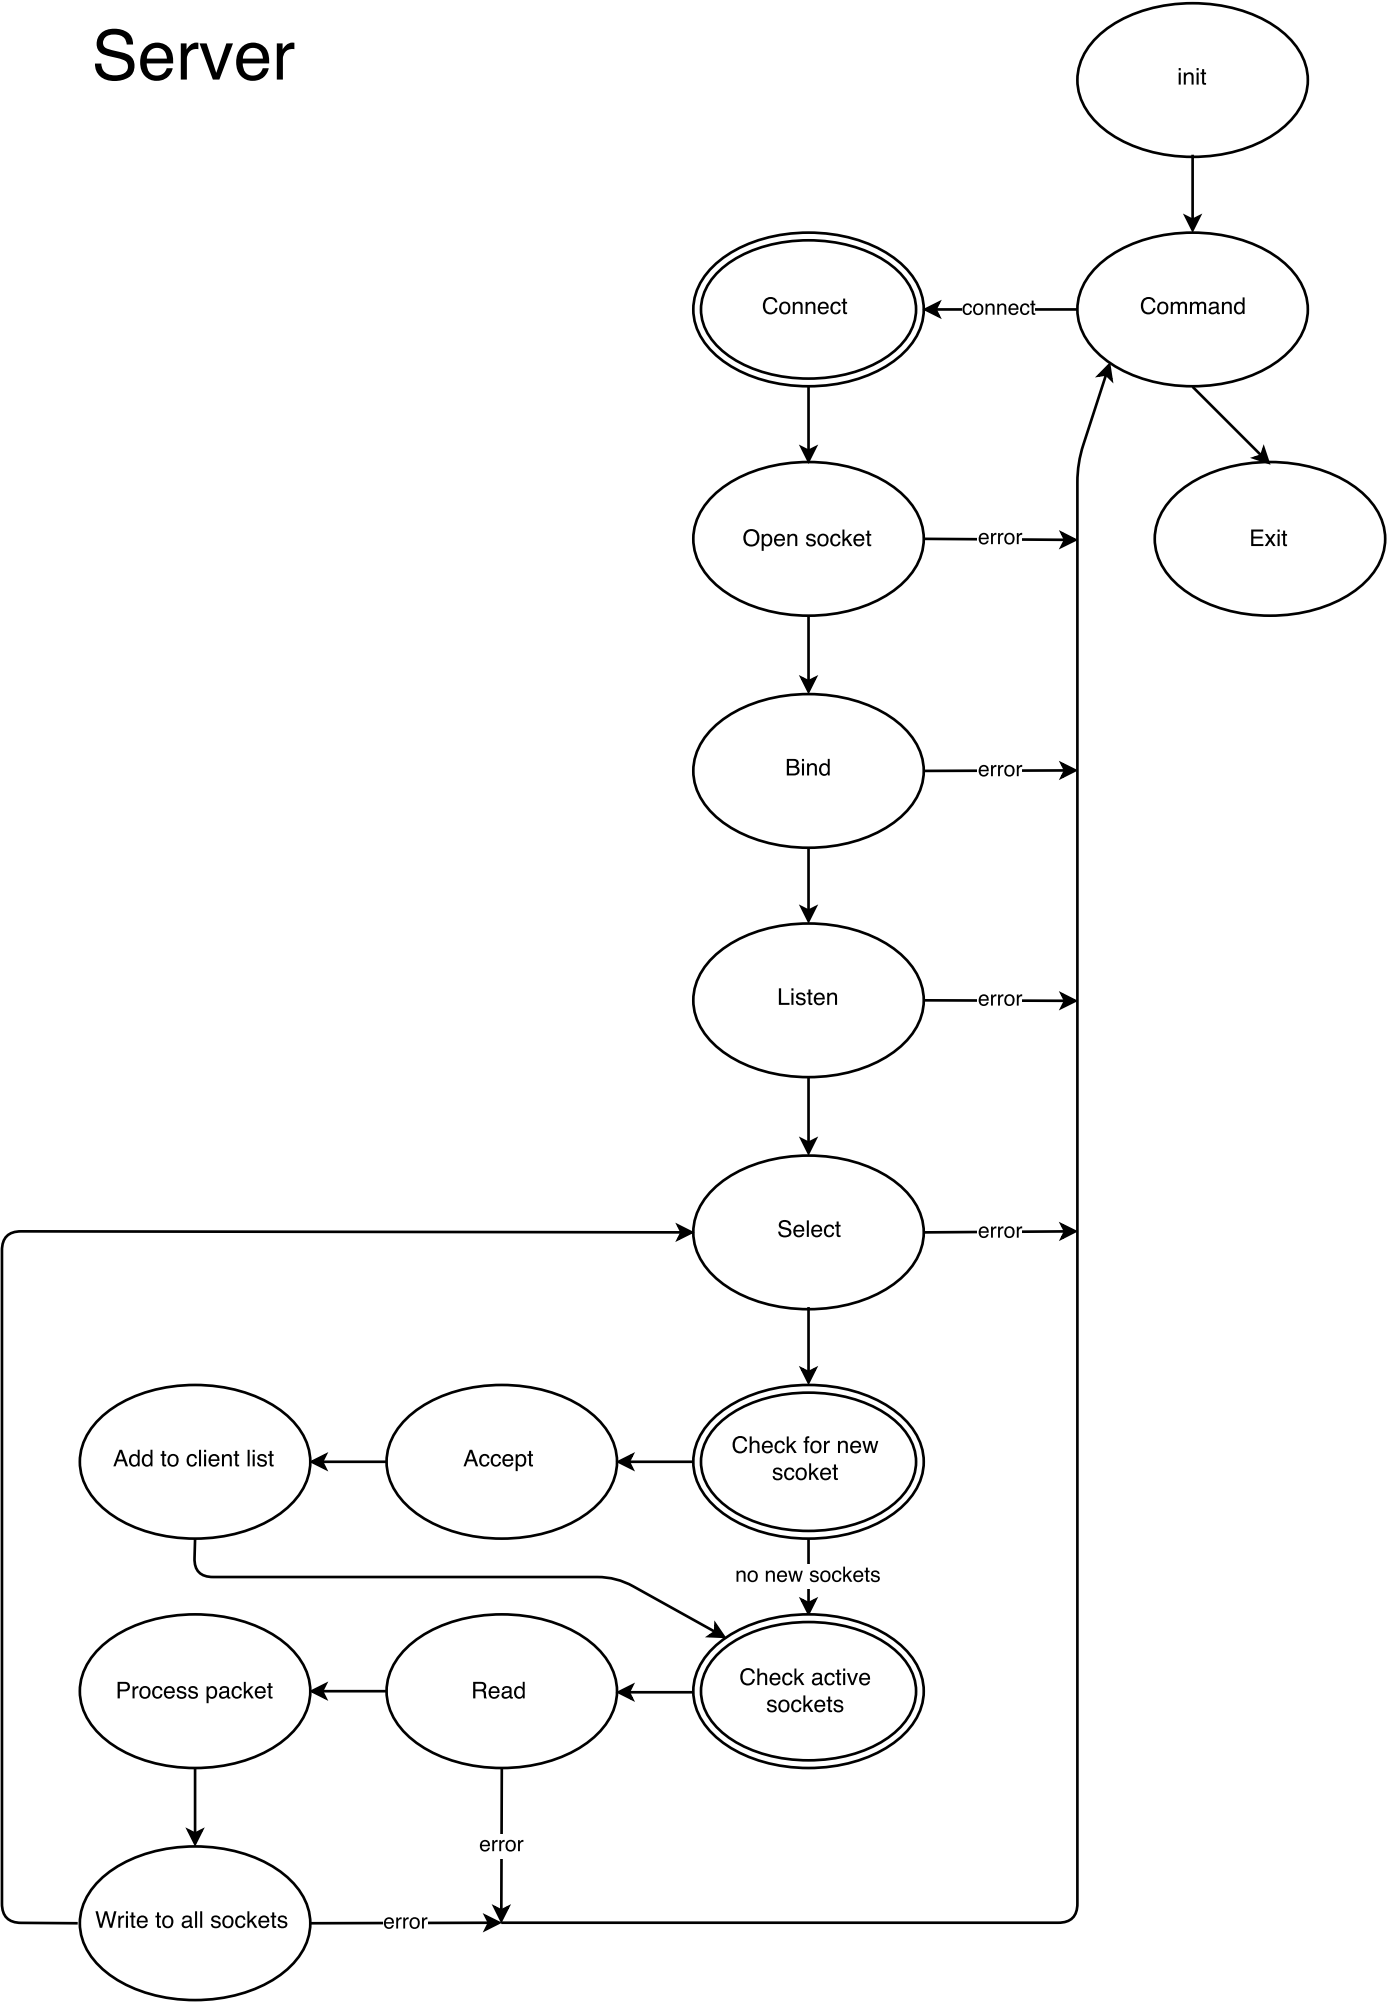 Server
init
Connect
connect
Command
Open socket
error
Exit
Bind
error
Listen
error
Select
error
Add to client list
Accept
Check for new
scoket
no new sockets
Process packet
Read
Check active
sockets
error
Write to all sockets
error